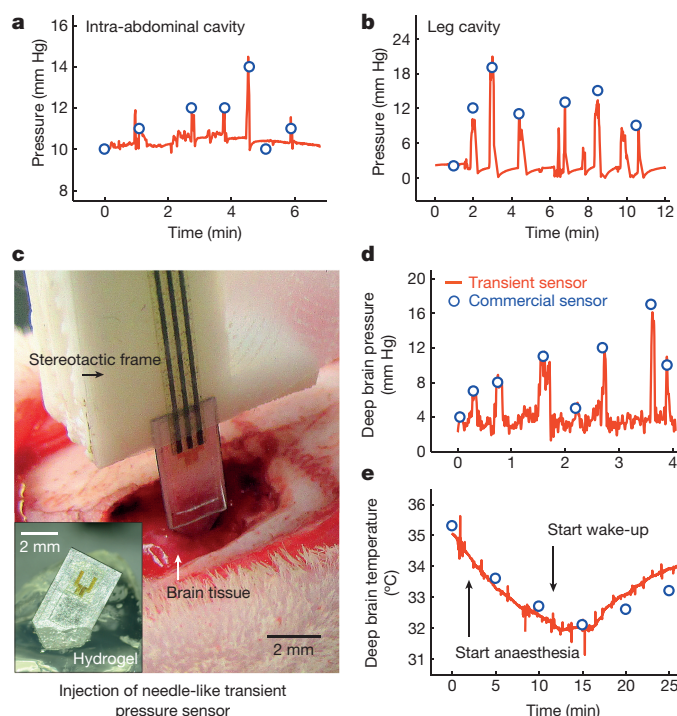 a
Intra-abdominal cavity
Pressure (mm Hg)
16
14
12
10
8
0
2
4
6
Time (min)
b
Leg cavity
Pressure (mm Hg)
24
18
12
6
0
0
2
4
6
8
10
12
Time (min)
c
Stereotactic frame
Brain tissue
2 mm
Hydrogel
2 mm
Injection of needle-like transient
pressure sensor
d
Transient sensor
Commercial sensor
Deep brain pressure
(mm Hg)
20
16
12
8
4
0
0
1
2
3
4
e
Deep brain temperature
(ºC)
36
35
34
33
32
31
Start wake-up
Start anaesthesia
0
5
10
15
20
25
Time (min)